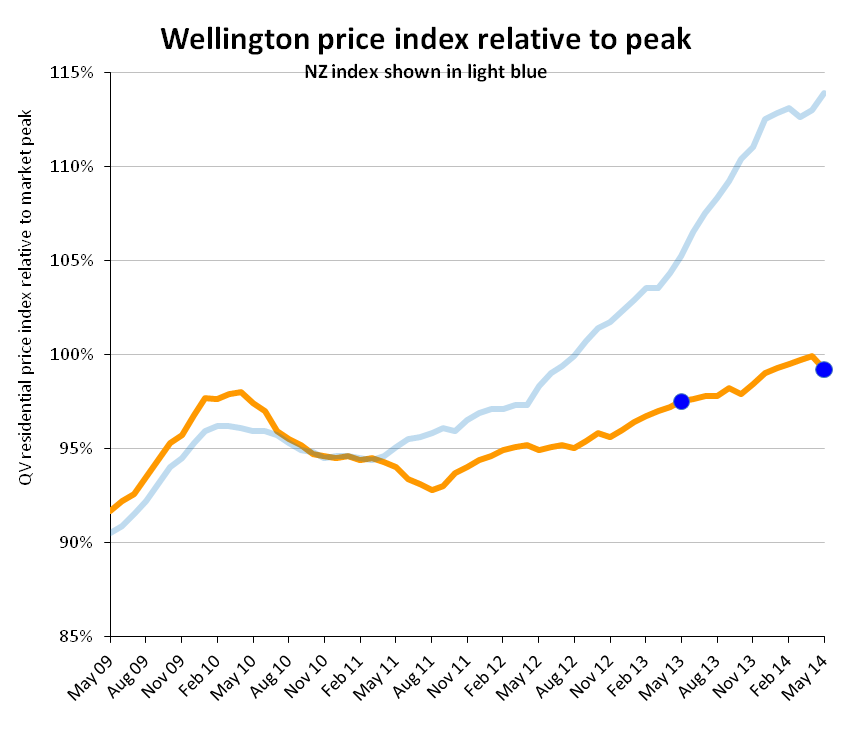 Wellington price index relative to peak
NZ index shown in light blue
QV residential price index relative to market peak
115%
110%
105%
100%
95%
90%
85%
May 09
Aug 09
Nov 09
Feb 10
May 10
Aug 10
Nov 10
Feb 11
May 11
Aug 11
Nov 11
Feb 12
May 12
Aug 12
Nov 12
Feb 13
May 13
Aug 13
Nov 13
Feb 14
May 14